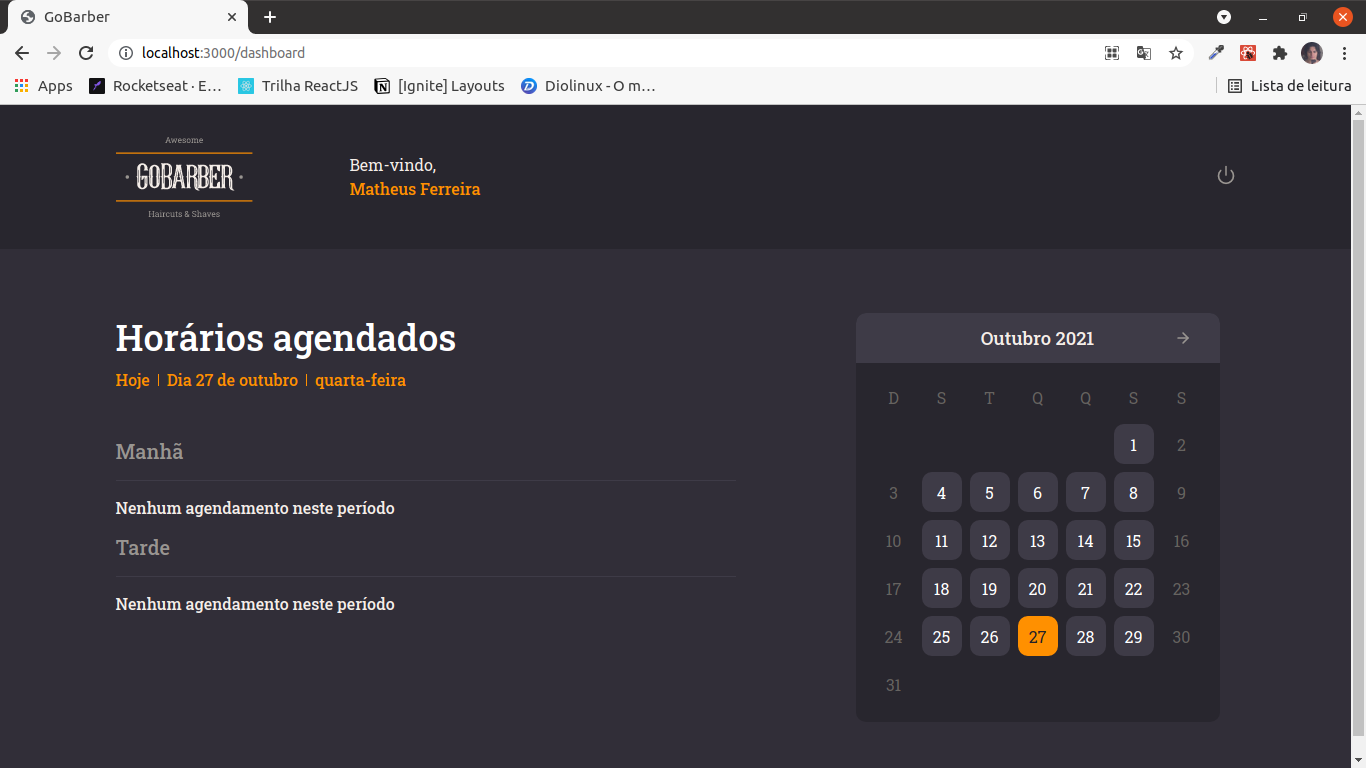 GoBarber
localhost:3000/dashboard
Apps
Rocketseat · E…
Trilha ReactJS
[Ignite] Layouts
Diolinux - O m…
Lista de leitura
Awesome
GOBARBER
Haircuts & Shaves
Bem-vindo,
Matheus Ferreira
Horários agendados
Hoje | Dia 27 de outubro | quarta-feira
Manhã
Nenhum agendamento neste período
Tarde
Nenhum agendamento neste período
Outubro 2021
D S T Q Q S S
1 2
3 4 5 6 7 8 9
10 11 12 13 14 15 16
17 18 19 20 21 22 23
24 25 26 27 28 29 30
31